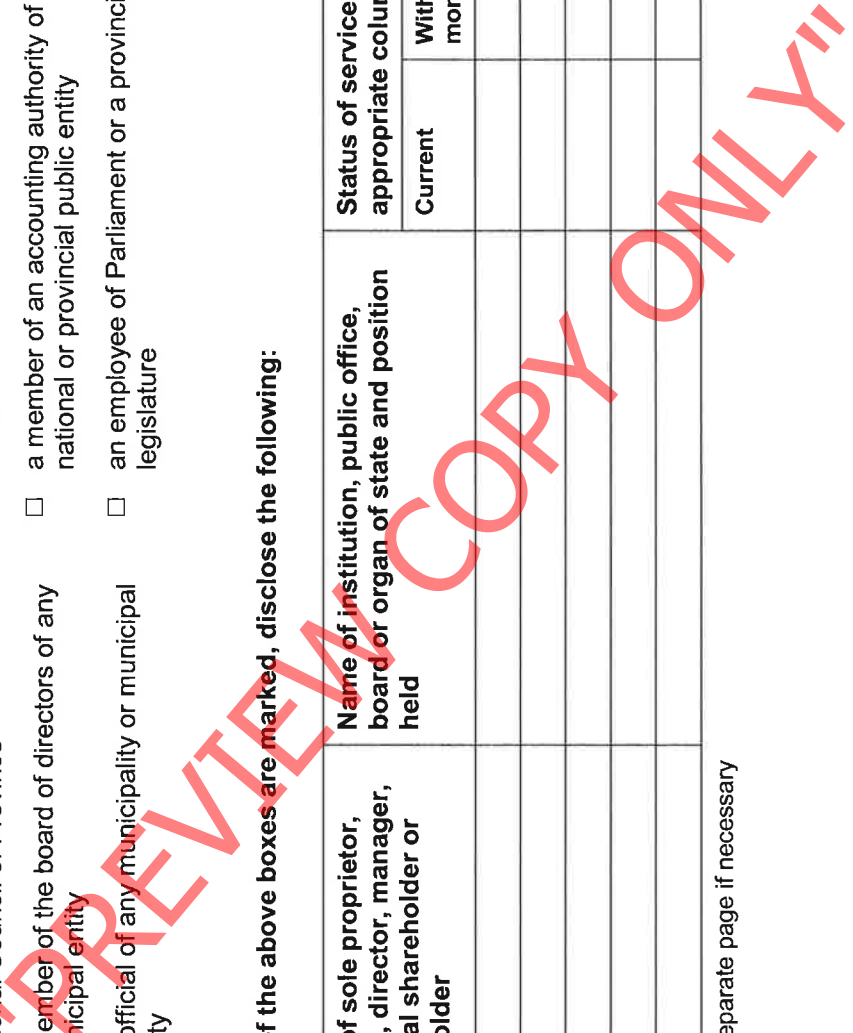 ember of the board of directors of any
nicipal entity
official of any municipality or municipal
ty
☐ a member of an accounting authority of
national or provincial public entity
☐ an employee of Parliament or a provinci
legislature
f the above boxes are marked, disclose the following:
of sole proprietor,
, director, manager,
al shareholder or
older
Name of institution, public office,
board or organ of state and position
held
Status of service
appropriate colu
Current
With
mor
eparate page if necessary
"PREVIEW COPY ONLY"